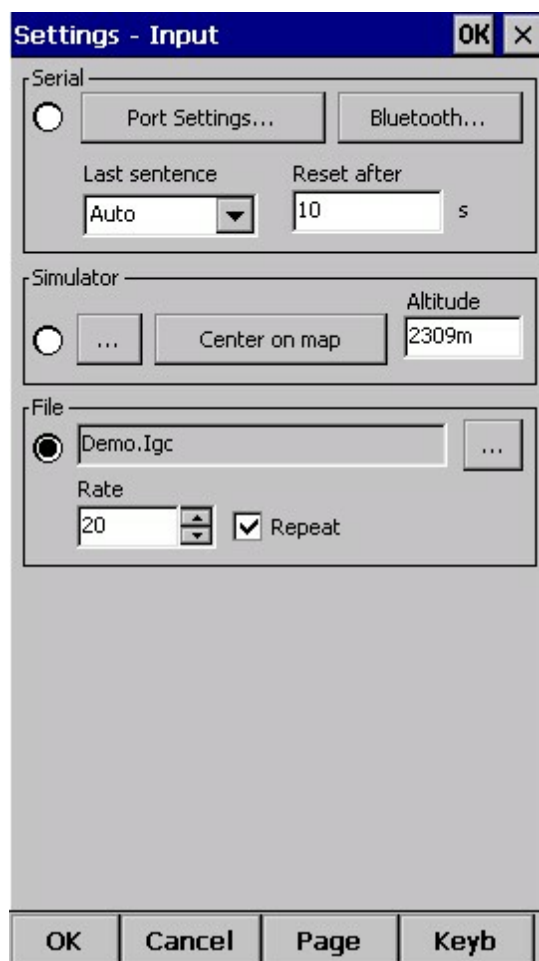 Settings - Input OK
Serial
Port Settings... Bluetooth...
Last sentence Reset after
Auto 10 s
Simulator
Altitude
... Center on map 2309m
File
Demo.Igc ...
Rate
20 Repeat
OK Cancel Page Keyb